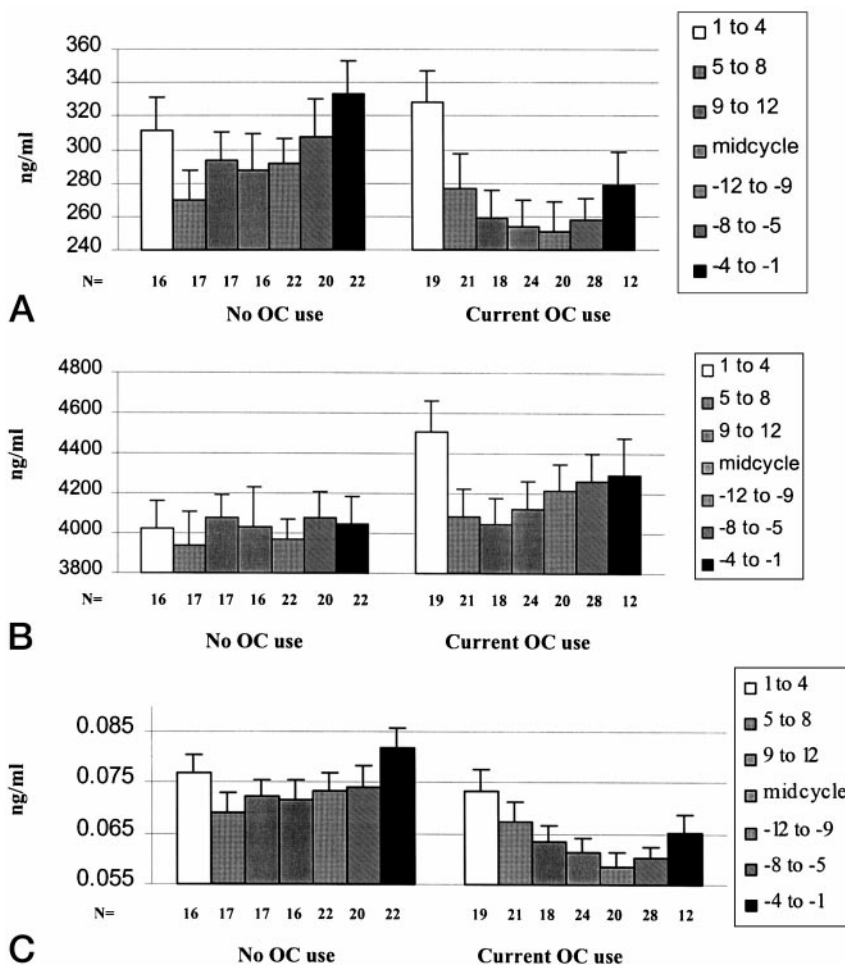 360
340
320
300
280
260
240
ng/ml
N= 16 17 17 16 22 20 22 19 21 18 24 20 28 12
No OC use Current OC use
A
1 to 4
5 to 8
9 to 12
midcycle
-12 to -9
-8 to -5
-4 to -1
4800
4600
4400
4200
4000
3800
ng/ml
N= 16 17 17 16 22 20 22 19 21 18 24 20 28 12
No OC use Current OC use
B
1 to 4
5 to 8
9 to 12
midcycle
-12 to -9
-8 to -5
-4 to -1
0.085
0.075
0.065
0.055
ng/ml
N= 16 17 17 16 22 20 22 19 21 18 24 20 28 12
No OC use Current OC use
C
1 to 4
5 to 8
9 to 12
midcycle
-12 to -9
-8 to -5
-4 to -1